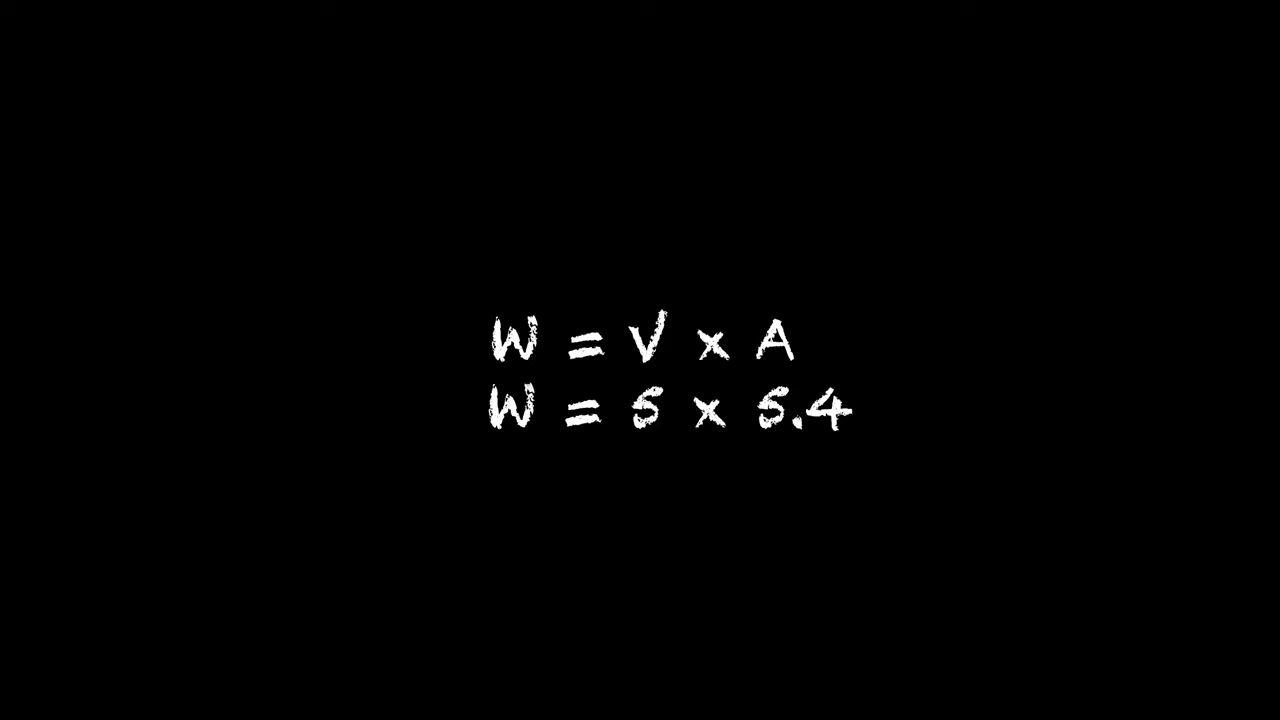 W = V x A
W = 5 x 5.4